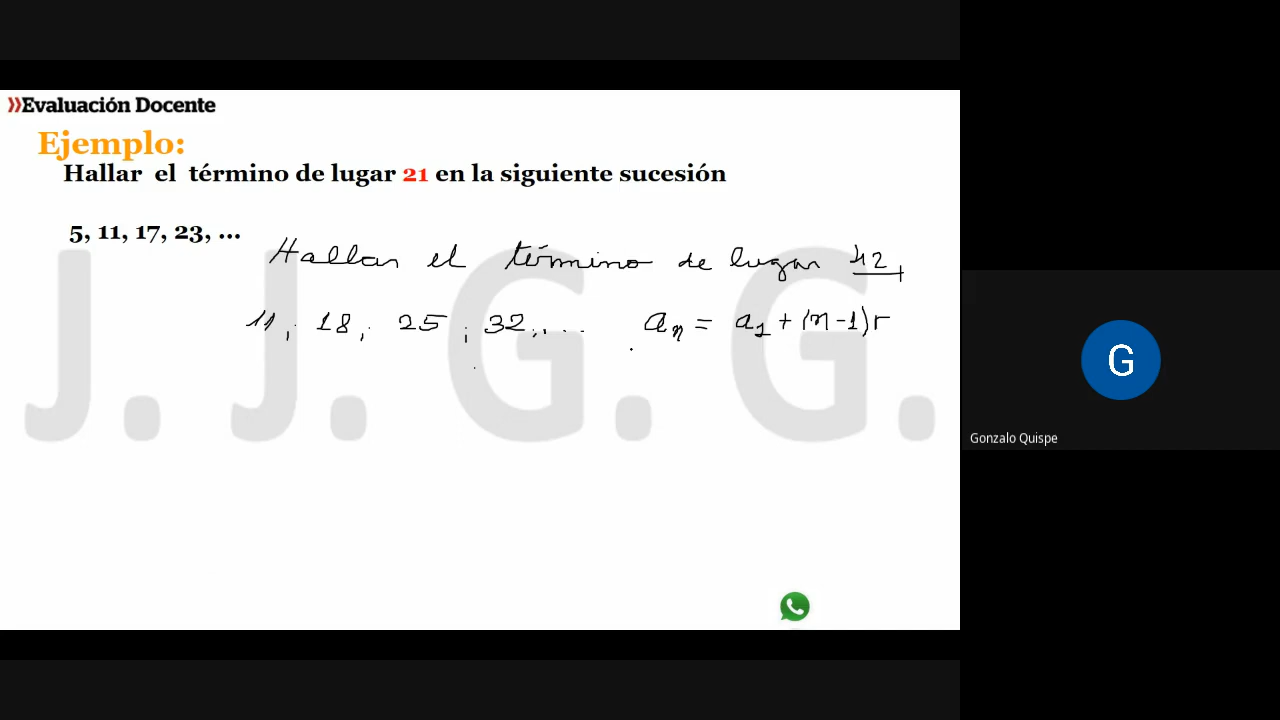 »Evaluación Docente
Ejemplo:
Hallar el término de lugar 21 en la siguiente sucesión
5, 11, 17, 23, ...
Hallar el término de lugar 42,
11, 18, 25, 32, ... aₙ = a₁ + (n-1)r
J. J. G. G.
G
Gonzalo Quispe